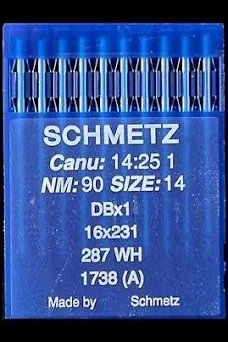 SCHMETZ
Canu: 14:25 1
NM: 90 SIZE: 14
DBx1
16x231
287 WH
1738 (A)
Made by Schmetz